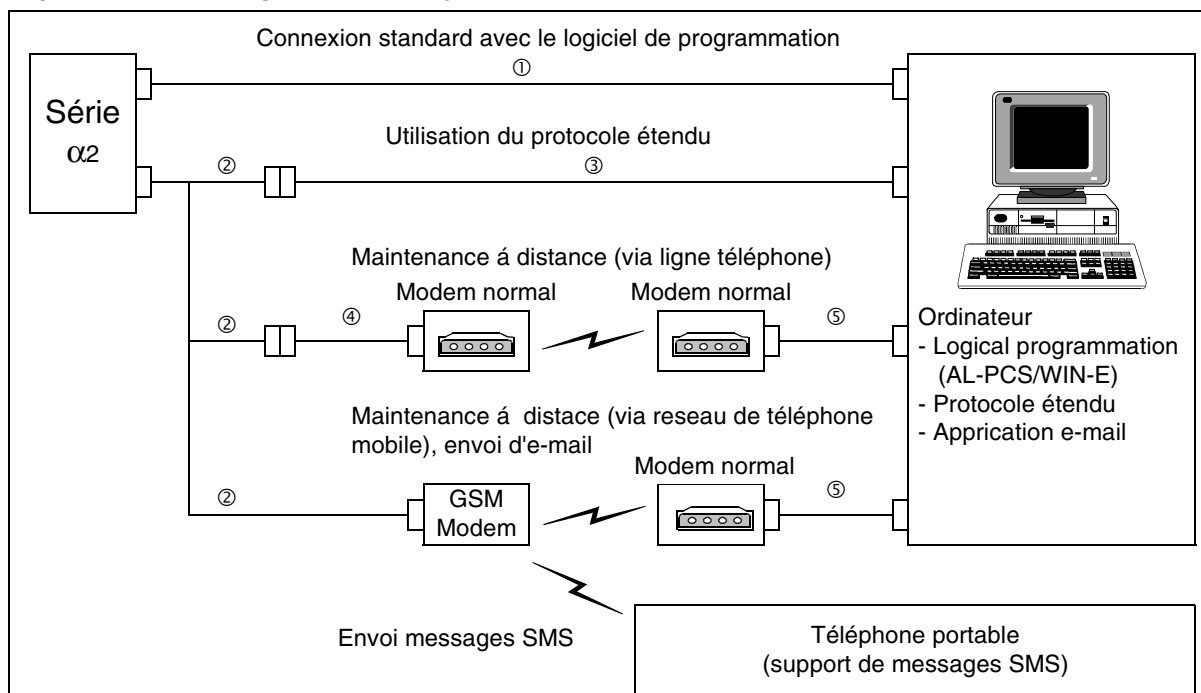 Connexion standard avec le logiciel de programmation
①
Série
α2
Utilisation du protocole étendu
②
③
Maintenance á distance (via ligne téléphone)
Modem normal
Modem normal
②
④
⑤
Ordinateur
- Logical programmation
(AL-PCS/WIN-E)
- Protocole étendu
- Apprication e-mail
Maintenance á distace (via reseau de téléphone
mobile), envoi d'e-mail
Modem normal
②
GSM
Modem
⑤
Envoi messages SMS
Téléphone portable
(support de messages SMS)